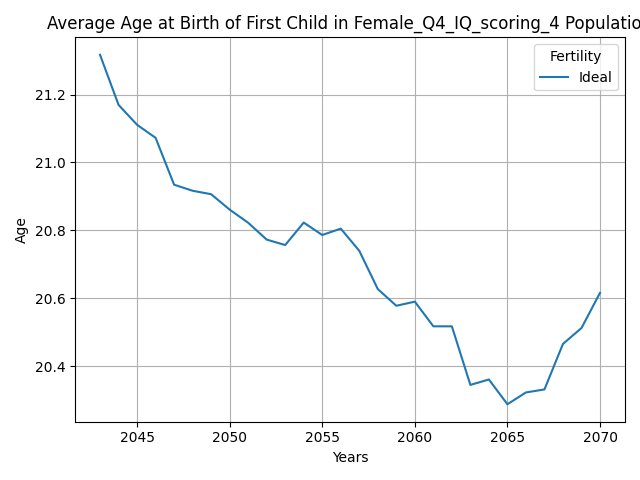 Average Age at Birth of First Child in Female_Q4_IQ_scoring_4 Populatio
Fertility
Ideal
21.2
21.0
20.8
20.6
20.4
Age
2045 2050 2055 2060 2065 2070
Years